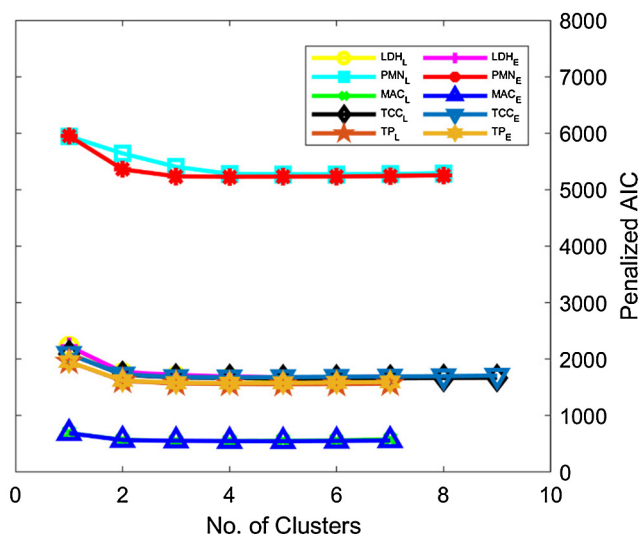 8000
7000
6000
5000
4000
3000
2000
1000
0
Penalized AIC
LDH_L LDH_E
PMN_L PMN_E
MAC_L MAC_E
TCC_L TCC_E
TP_L TP_E
0 2 4 6 8 10
No. of Clusters